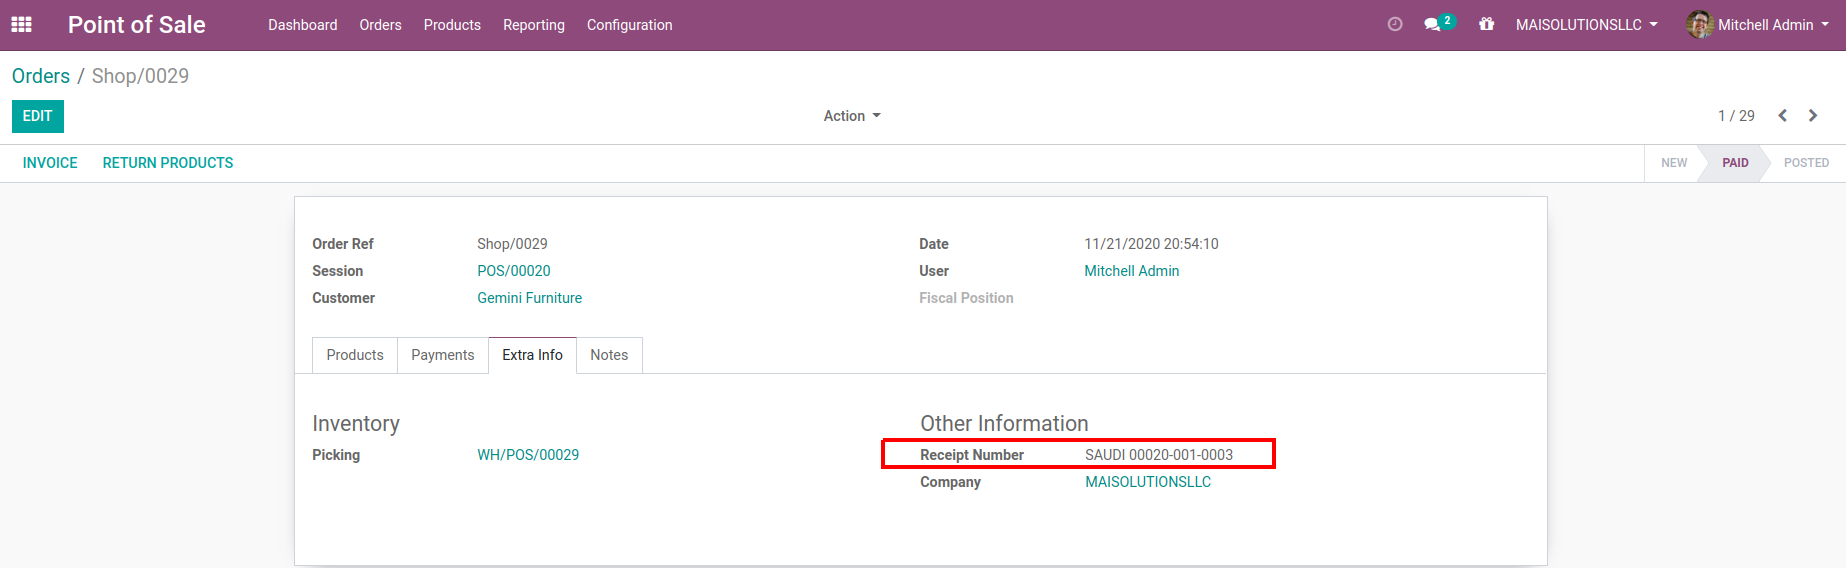 Point of Sale Dashboard Orders Products Reporting Configuration 2 MAISOLUTIONSLLC Mitchell Admin
Orders / Shop/0029
EDIT Action 1 / 29
INVOICE RETURN PRODUCTS NEW PAID POSTED
Order Ref Shop/0029 Date 11/21/2020 20:54:10
Session POS/00020 User Mitchell Admin
Customer Gemini Furniture Fiscal Position
Products Payments Extra Info Notes
Inventory Other Information
Picking WH/POS/00029 Receipt Number SAUDI 00020-001-0003
Company MAISOLUTIONSLLC